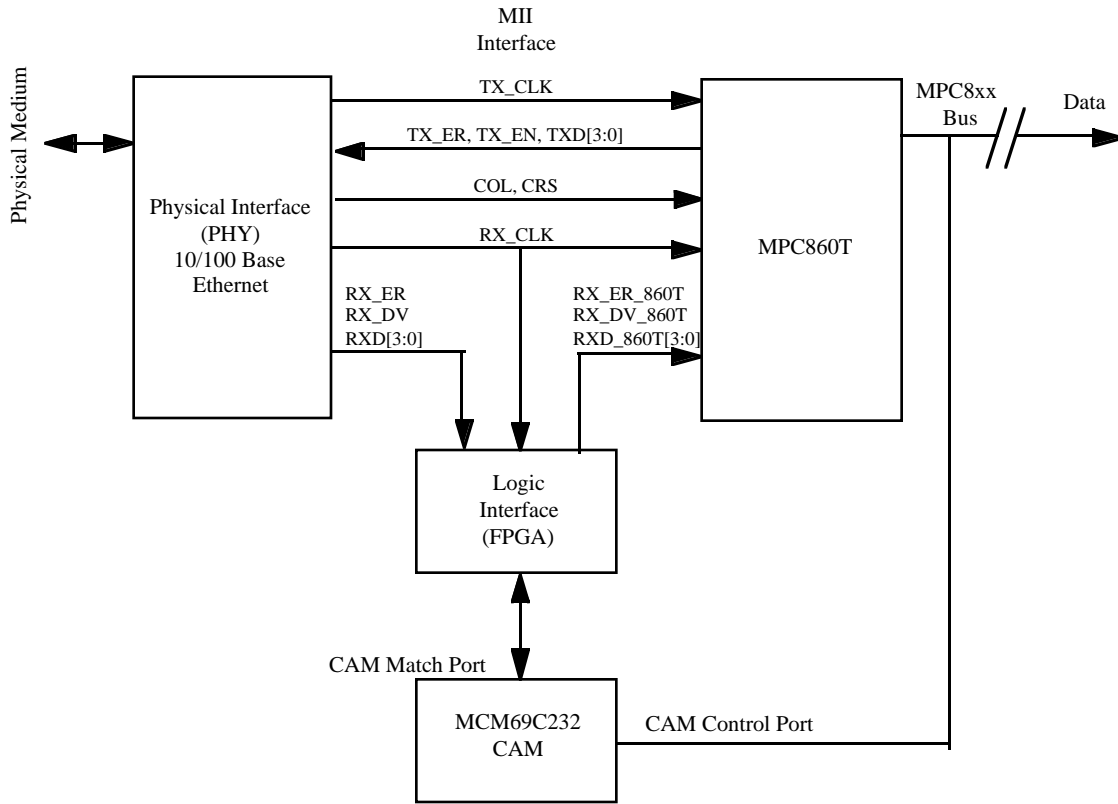 MII
Interface
Physical Medium
Physical Interface
(PHY)
10/100 Base
Ethernet
TX_CLK
TX_ER, TX_EN, TXD[3:0]
COL, CRS
RX_CLK
RX_ER
RX_DV
RXD[3:0]
RX_ER_860T
RX_DV_860T
RXD_860T[3:0]
MPC860T
MPC8xx
Bus
Data
Logic
Interface
(FPGA)
CAM Match Port
MCM69C232
CAM
CAM Control Port